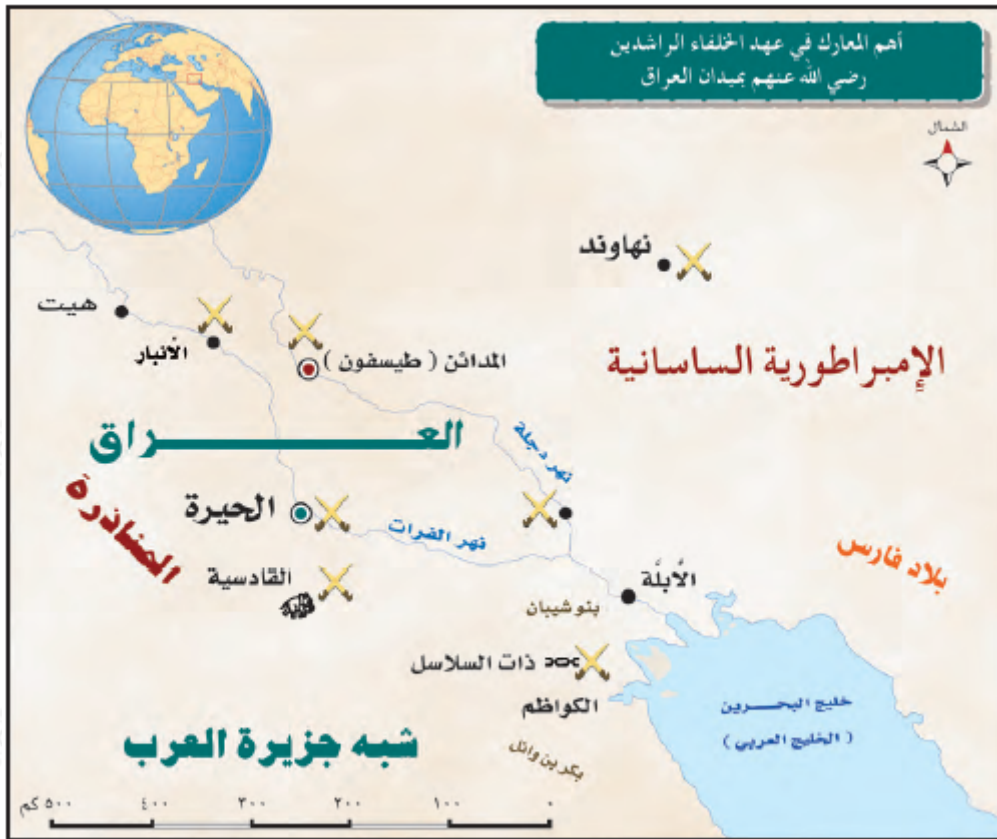 أهم المعارك في عهد الخلفاء الراشدين
رضي الله عنهم بميدان العراق
الشمال
نهاوند
هيت
الأنبار
المدائن ( طيسفون )
الإمبراطورية الساسانية
العـــــــراق
نهر دجلة
المناذرة
الحيرة
نهر الفرات
بلاد فارس
القادسية
الأبلّة
بنو شيبان
ذات السلاسل
الكواظم
خليج البحـــرين
( الخليج العربي )
شبه جزيرة العرب
بكر بن وائل
٥٠٠ كم ٤٠٠ ٣٠٠ ٢٠٠ ١٠٠ ٠